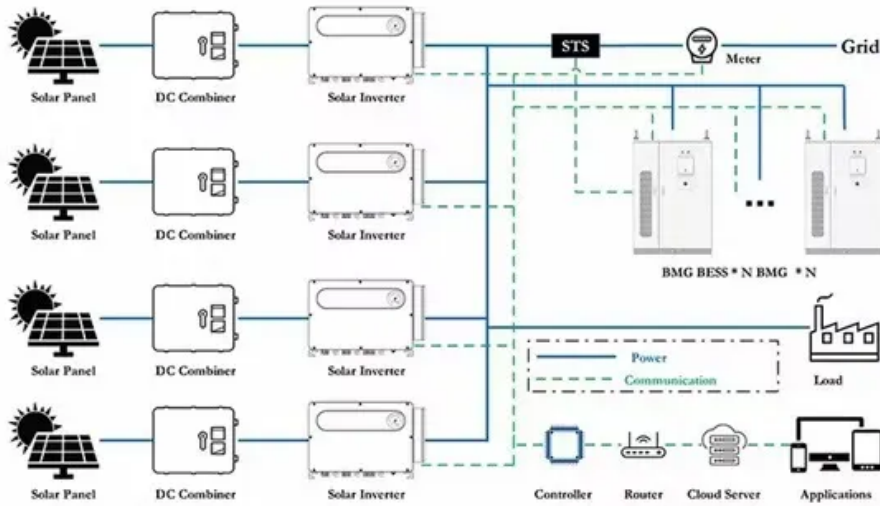 STS
Meter
Grid
Solar Panel
DC Combiner
Solar Inverter
Solar Panel
DC Combiner
Solar Inverter
BMG BESS * N BMG * N
Solar Panel
DC Combiner
Solar Inverter
Power
Communication
Load
Solar Panel
DC Combiner
Solar Inverter
Controller
Router
Cloud Server
Applications